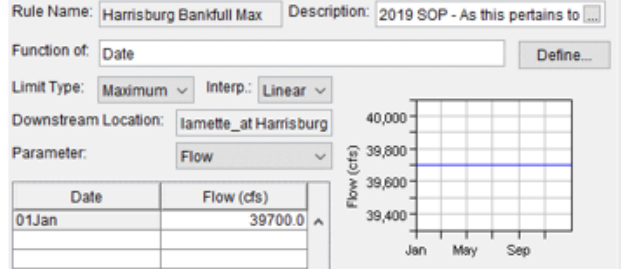 Rule Name: Harrisburg Bankfull Max Description: 2019 SOP - As this pertains to ...
Function of: Date Define...
Limit Type: Maximum Interp.: Linear
Downstream Location: lamette_at Harrisburg
Parameter: Flow
Date Flow (cfs)
01Jan 39700.0
Flow (cfs)
40,000
39,800
39,600
39,400
Jan May Sep